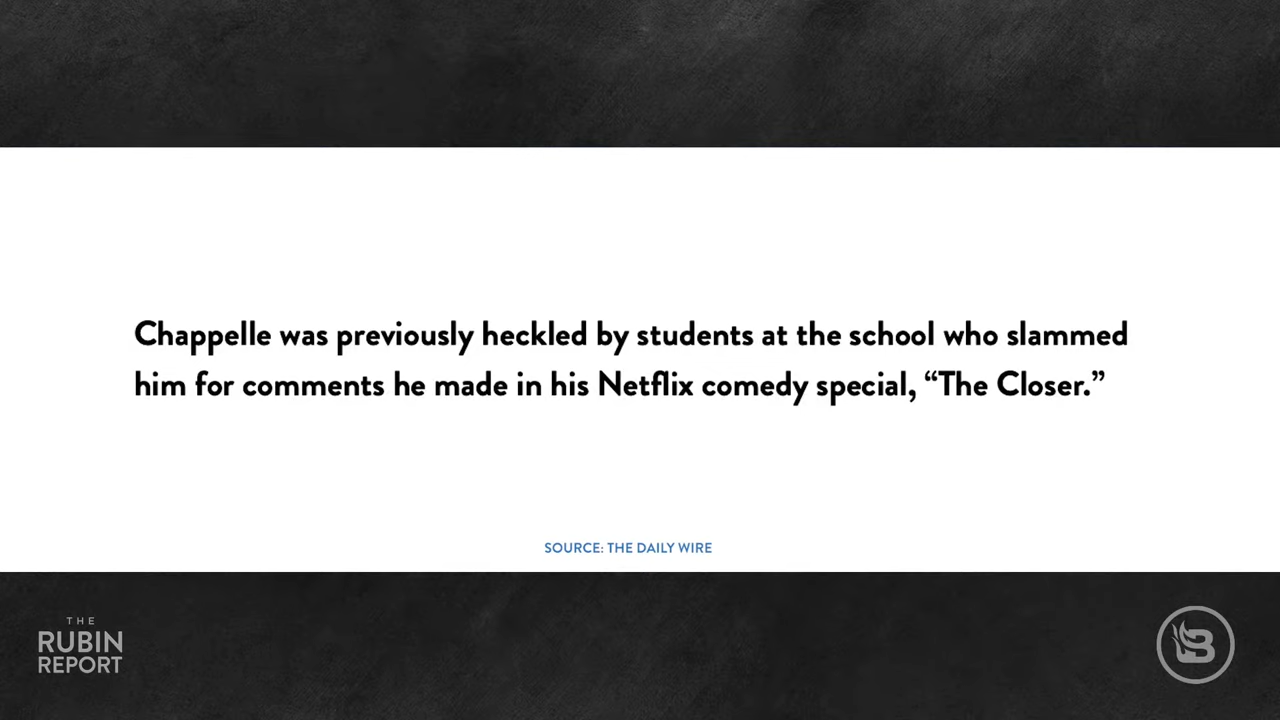 Chappelle was previously heckled by students at the school who slammed
him for comments he made in his Netflix comedy special, “The Closer.”
SOURCE: THE DAILY WIRE
THE
RUBIN
REPORT
B